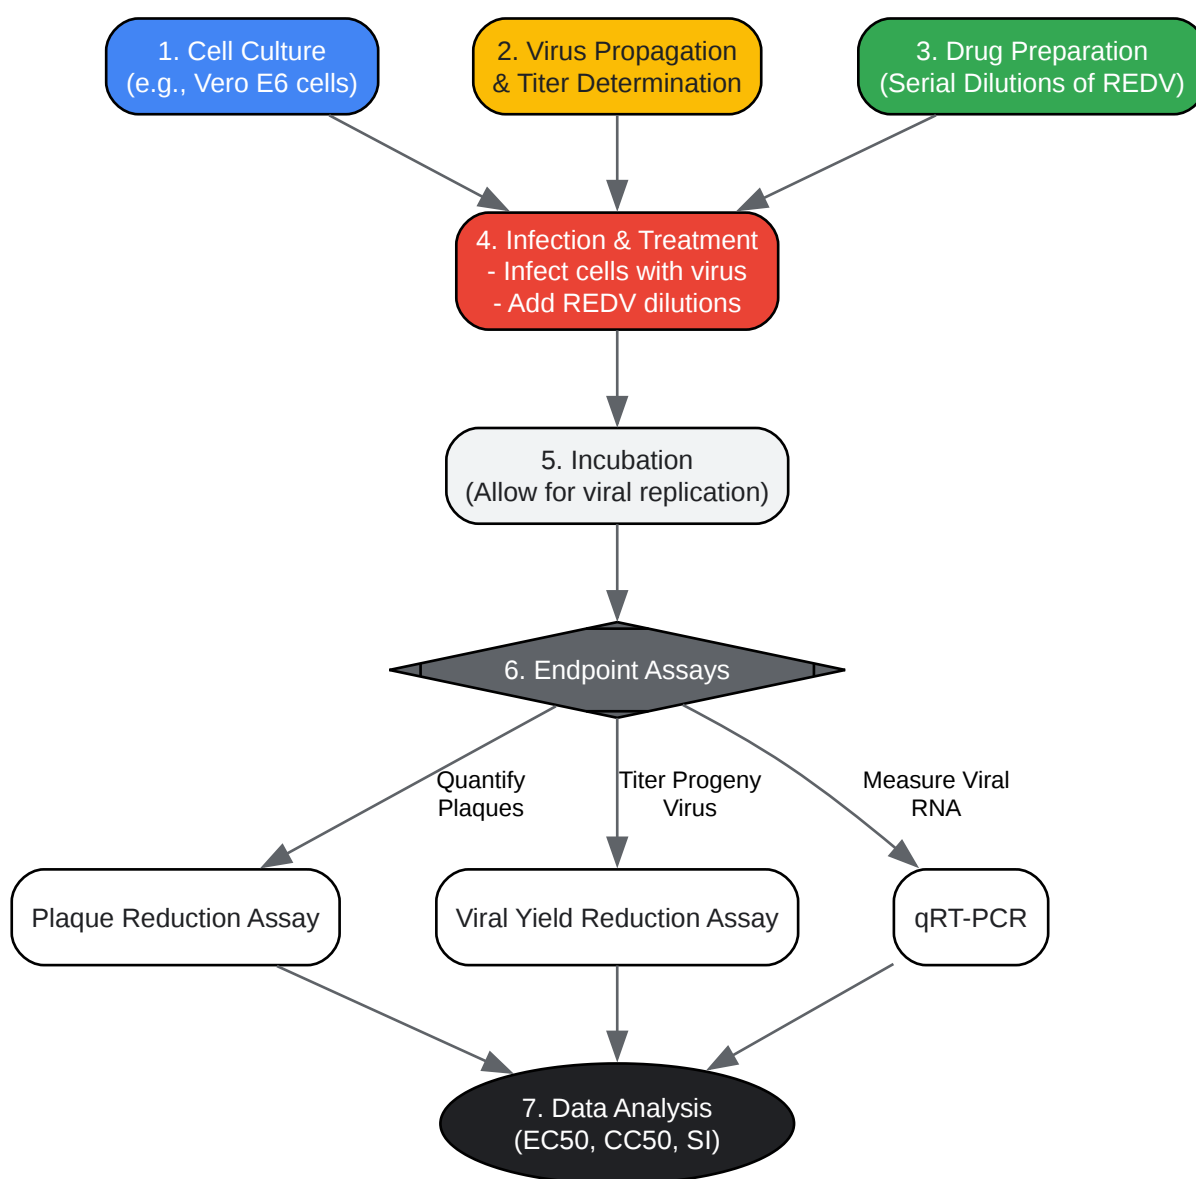 1. Cell Culture
(e.g., Vero E6 cells)
2. Virus Propagation
& Titer Determination
3. Drug Preparation
(Serial Dilutions of REDV)
4. Infection & Treatment
- Infect cells with virus
- Add REDV dilutions
5. Incubation
(Allow for viral replication)
6. Endpoint Assays
Quantify
Plaques
Titer Progeny
Virus
Measure Viral
RNA
Plaque Reduction Assay
Viral Yield Reduction Assay
qRT-PCR
7. Data Analysis
(EC50, CC50, SI)